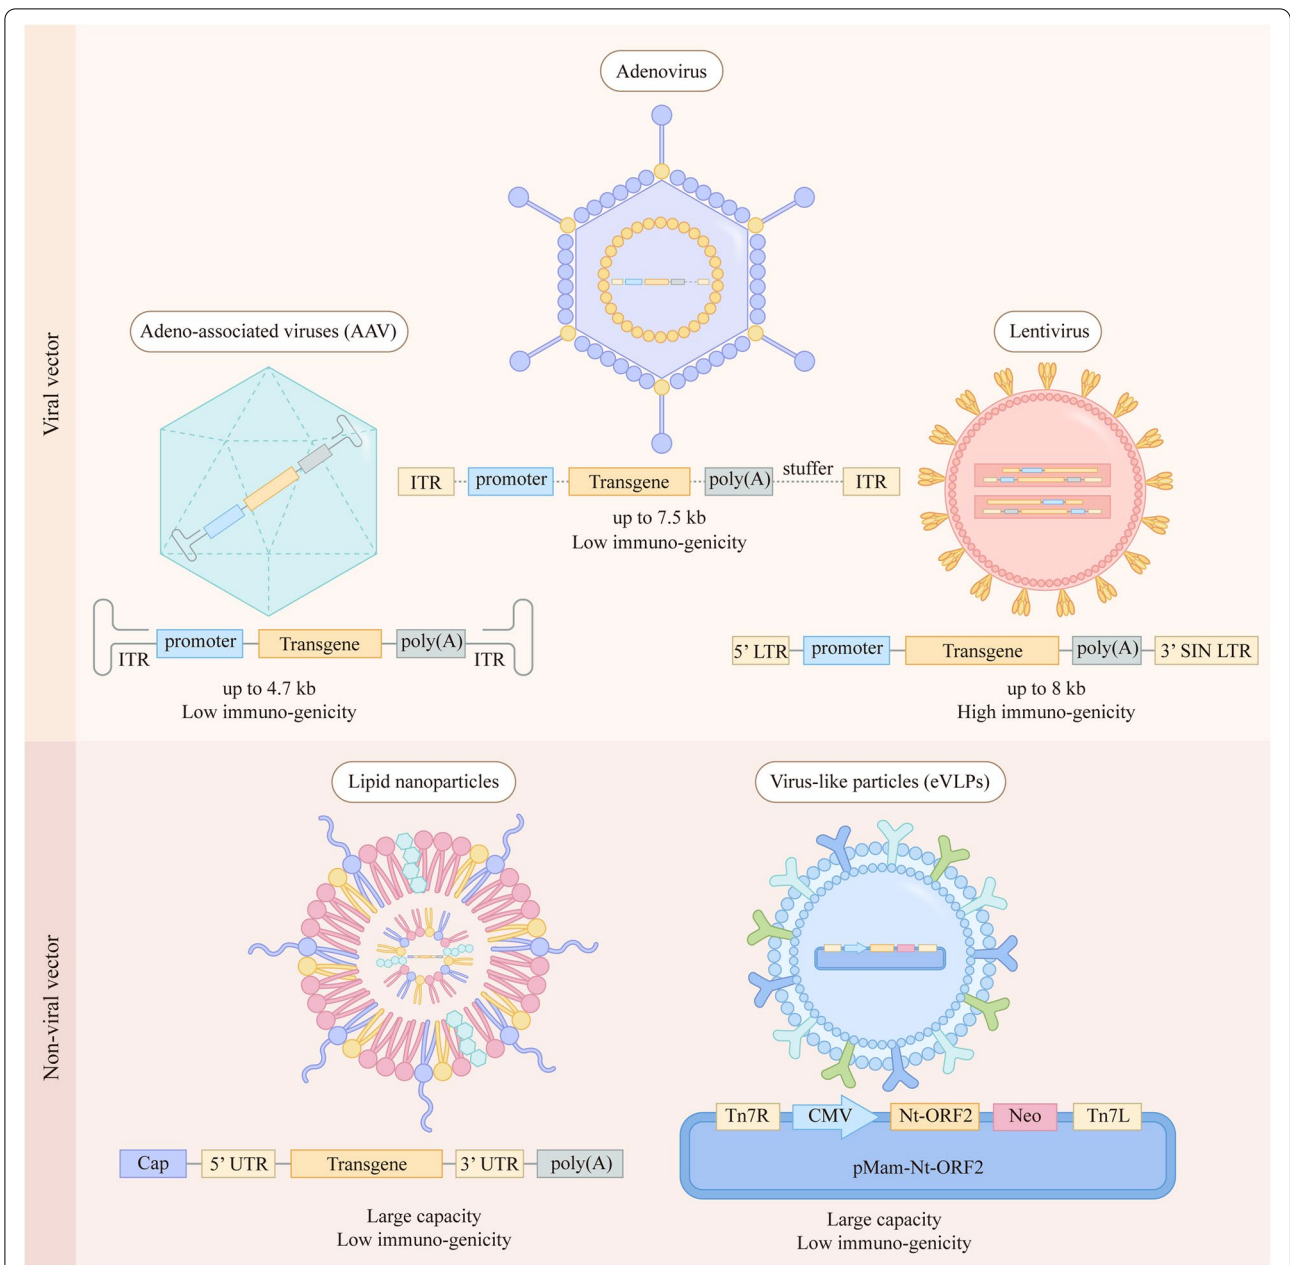 Viral vector
Adenovirus
Adeno-associated viruses (AAV)
Lentivirus
ITR promoter Transgene poly(A) stuffer ITR
up to 7.5 kb
Low immuno-genicity
ITR promoter Transgene poly(A) ITR
up to 4.7 kb
Low immuno-genicity
5’ LTR promoter Transgene poly(A) 3’ SIN LTR
up to 8 kb
High immuno-genicity
Non-viral vector
Lipid nanoparticles
Virus-like particles (eVLPs)
Cap 5’ UTR Transgene 3’ UTR poly(A)
Large capacity
Low immuno-genicity
Tn7R CMV Nt-ORF2 Neo Tn7L
pMam-Nt-ORF2
Large capacity
Low immuno-genicity